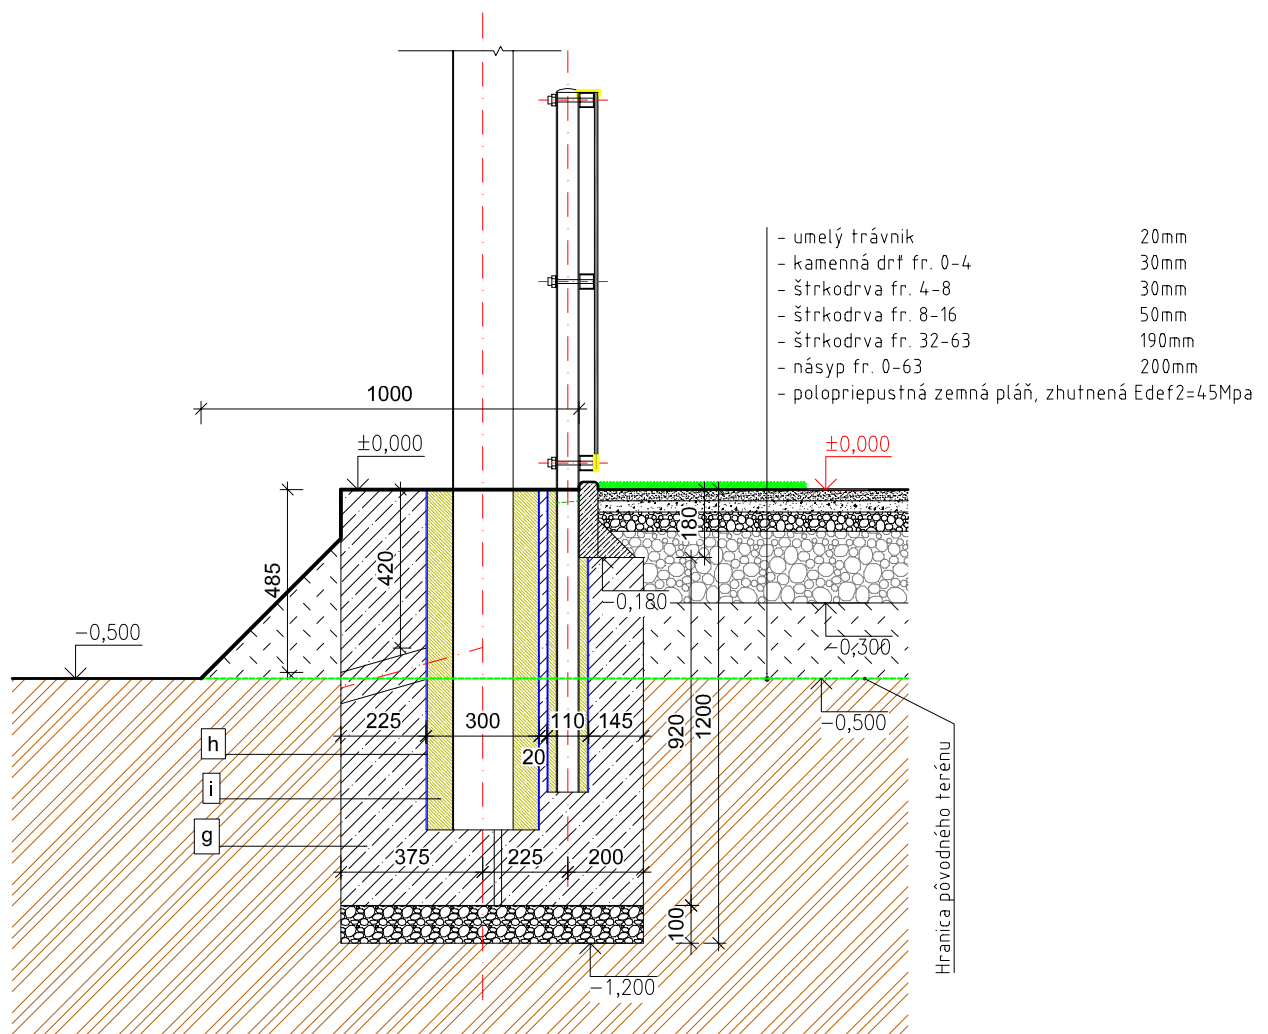 - umelý trávnik 20mm
- kamenná drť fr. 0-4 30mm
- štrkodrva fr. 4-8 30mm
- štrkodrva fr. 8-16 50mm
- štrkodrva fr. 32-63 190mm
- násyp fr. 0-63 200mm
- polopriepustná zemná pláň, zhutnená Edef2=45Mpa
1000
±0,000
±0,000
180
420
485
-0,180
-0,500
-0,300
-0,500
225
300
110
145
20
920
1200
h
i
g
375
225
200
100
-1,200
Hranica pôvodného terénu